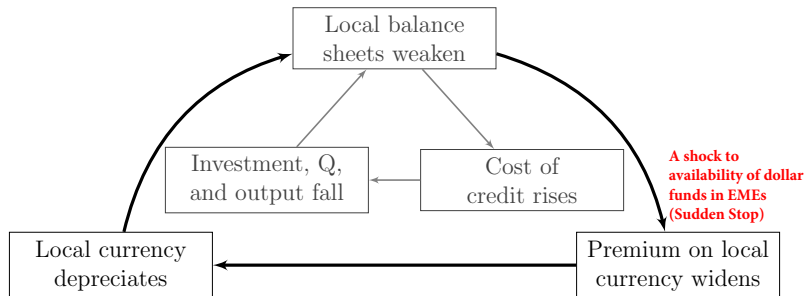 Local balance
sheets weaken
Investment, Q,
and output fall
Cost of
credit rises
A shock to
availability of dollar
funds in EMEs
(Sudden Stop)
Local currency
depreciates
Premium on local
currency widens